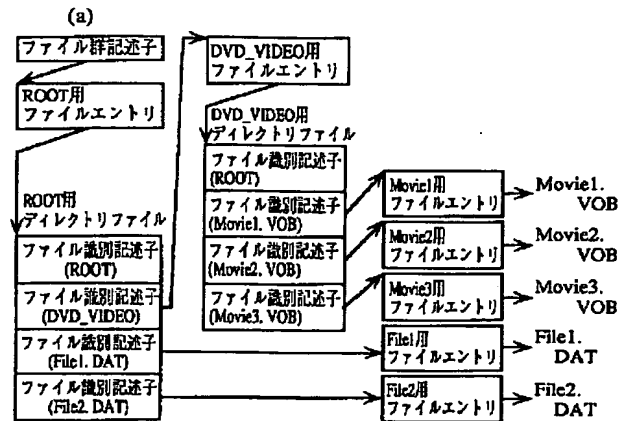 (a)
ファイル群記述子
ROOT用
ファイルエントリ
ROOT用
ディレクトリファイル
ファイル識別記述子
(ROOT)
ファイル識別記述子
(DVD_VIDEO)
ファイル識別記述子
(File1. DAT)
ファイル識別記述子
(File2. DAT)
DVD_VIDEO用
ファイルエントリ
DVD_VIDEO用
ディレクトリファイル
ファイル識別記述子
(ROOT)
ファイル識別記述子
(Movie1. VOB)
ファイル識別記述子
(Movie2. VOB)
ファイル識別記述子
(Movie3. VOB)
Movie1用
ファイルエントリ
Movie1.
VOB
Movie2用
ファイルエントリ
Movie2.
VOB
Movie3用
ファイルエントリ
Movie3.
VOB
File1用
ファイルエントリ
File1.
DAT
File2用
ファイルエントリ
File2.
DAT